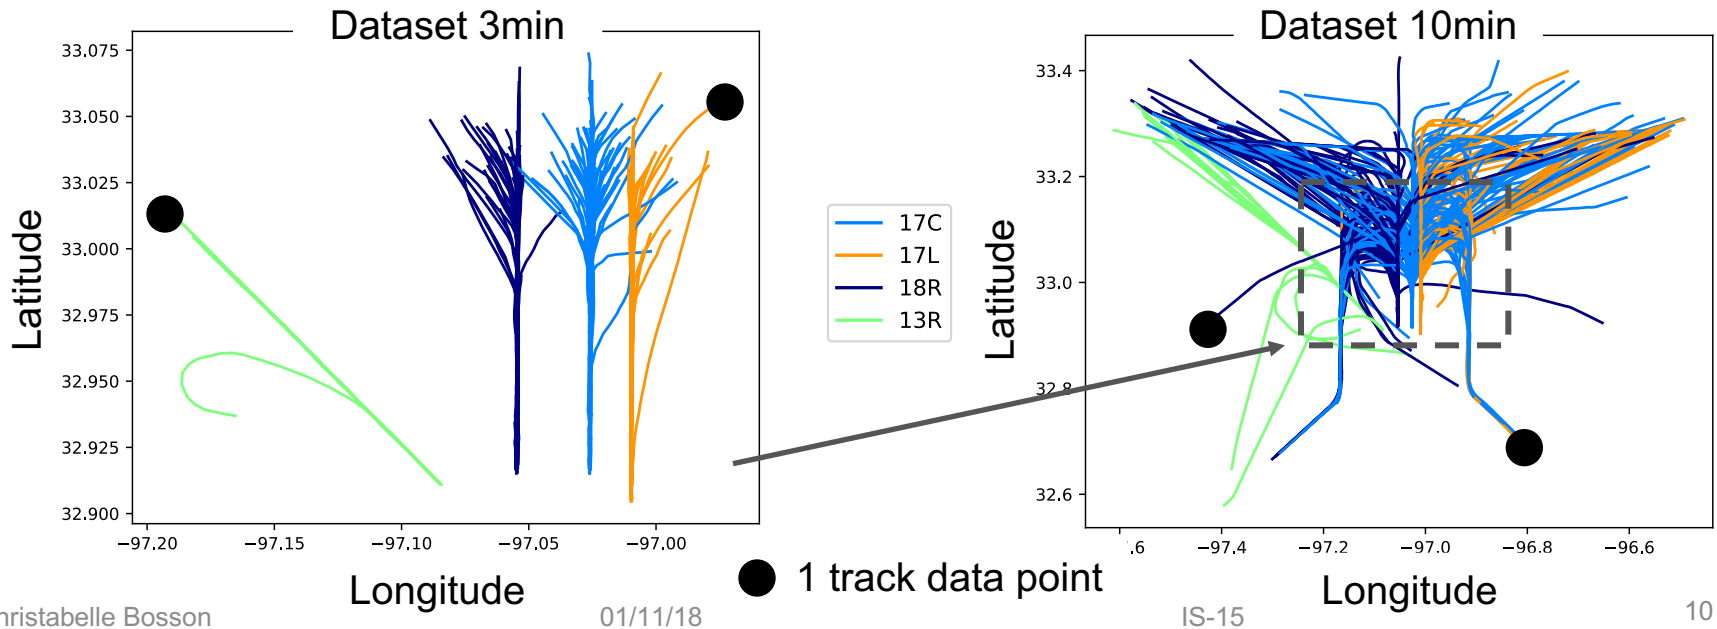 Dataset 3min
33.075
33.050
33.025
33.000
32.975
32.950
32.925
32.900
Latitude
−97.20
−97.15
−97.10
−97.05
−97.00
Longitude
17C
17L
18R
13R
Dataset 10min
33.4
33.2
33.0
32.8
32.6
Latitude
.6
−97.4
−97.2
−97.0
−96.8
−96.6
Longitude
1 track data point
hristabelle Bosson
01/11/18
IS-15
10